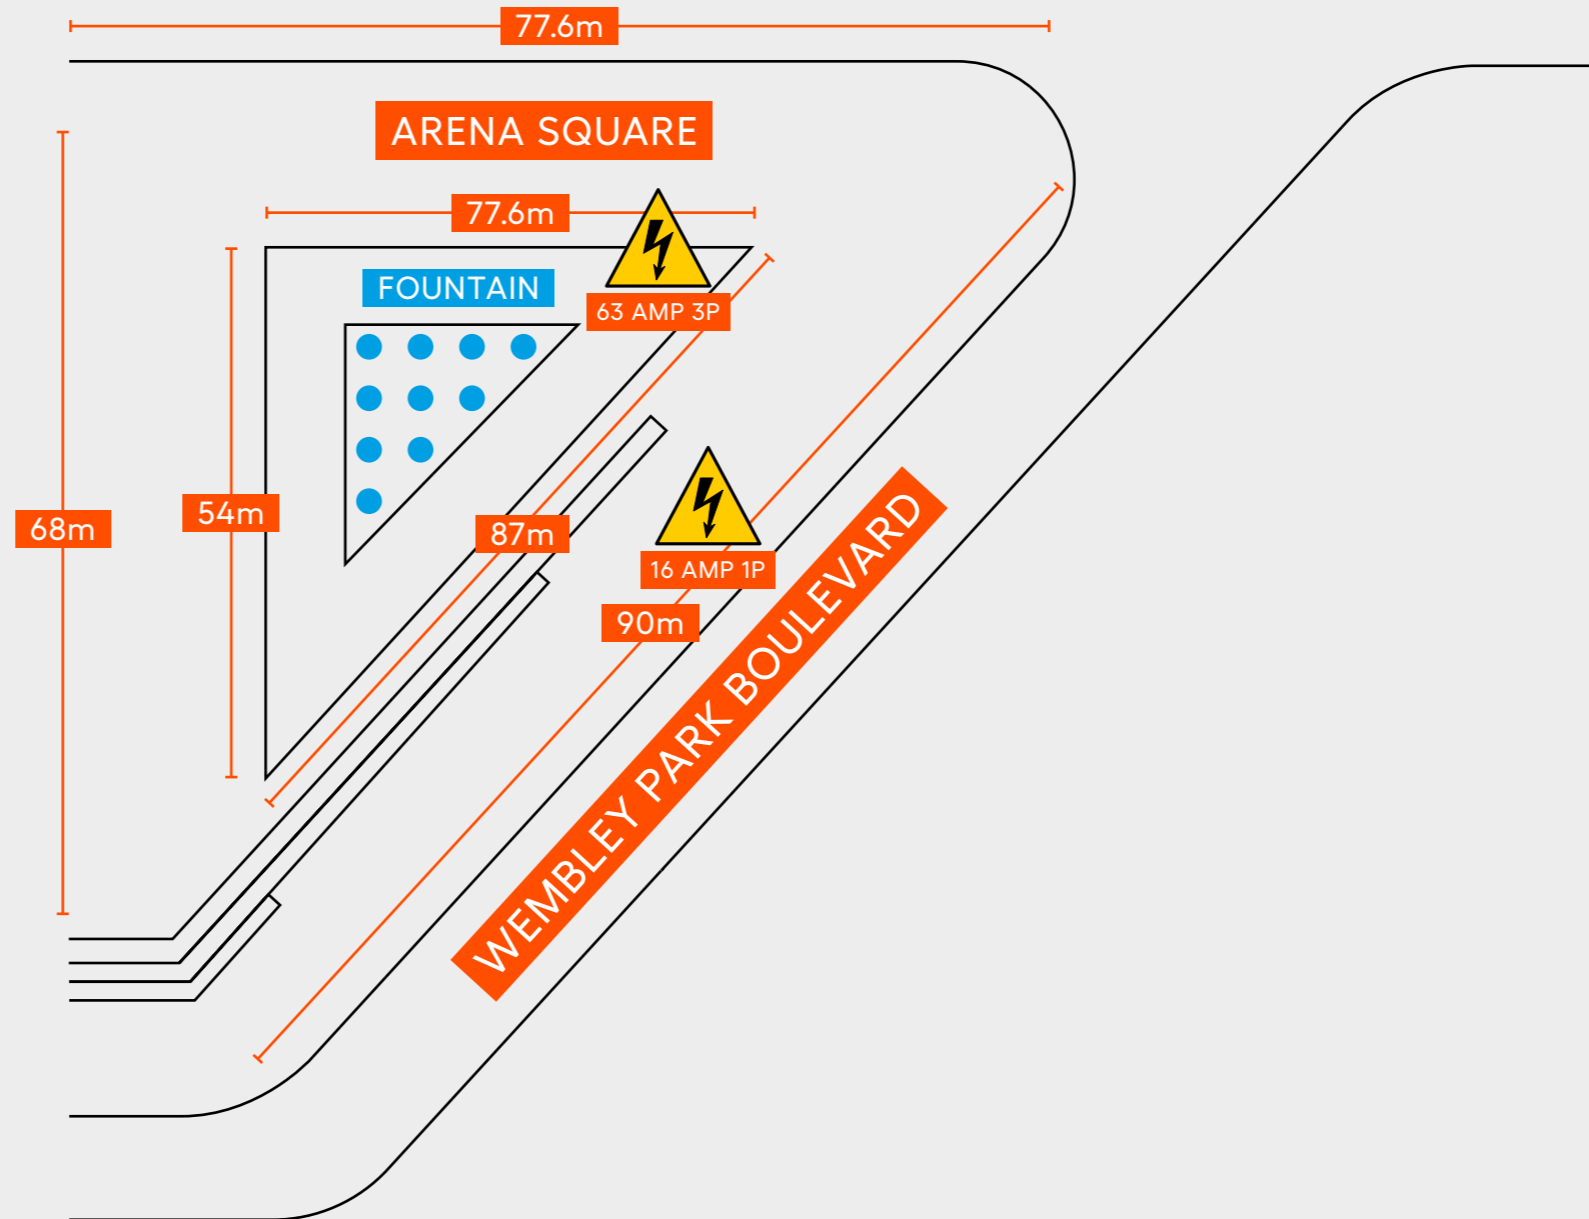 77.6m
ARENA SQUARE
77.6m
FOUNTAIN
63 AMP 3P
54m
68m
87m
16 AMP 1P
90m
WEMBLEY PARK BOULEVARD